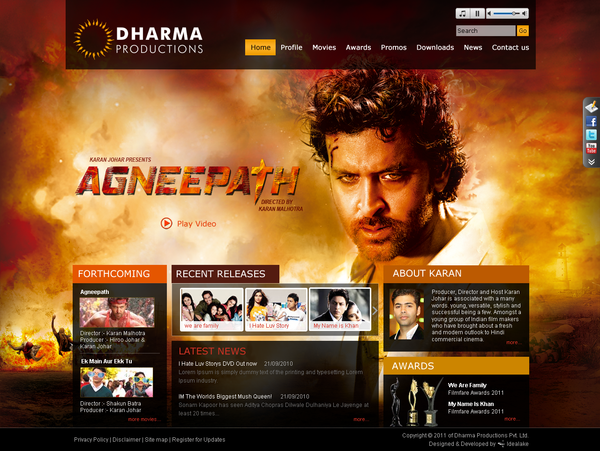 DHARMA
PRODUCTIONS
Search
Go
Home Profile Movies Awards Promos Downloads News Contact us
KARAN JOHAR PRESENTS
AGNEEPATH
DIRECTED BY
KARAN MALHOTRA
Play Video
You
Tube
FORTHCOMING
Agneepath
Director :- Karan Malhotra
Producer :- Hiroo Johar &
Karan Johar
Ek Main Aur Ekk Tu
Director :- Shakun Batra
Producer :- Karan Johar
more movies
RECENT RELEASES
we are family
I Hate Luv Story
My Name is Khan
LATEST NEWS
I Hate Luv Storys DVD Out now 21/09/2010
Lorem Ipsum is simply dummy text of the printing and typesetting Lorem
ipsum industry
iM The Worlds Biggest Mush Queen! 21/09/2010
Sonam Kapoor has seen Aditya Chopras Dilwale Dulhaniya Le Jayenge at
least 20 times...
more
ABOUT KARAN
Producer, Director and Host Karan
Johar is associated with a many
words. young, versatile, stylish and
successful being a few. Amongst a
young group of Indian film makers
who have brought about a fresh
and modern outlook to Hindi
commercial cinema.
more
AWARDS
We Are Family
Filmfare Awards 2011
My Name Is Khan
Filmfare Awards 2011
more
Privacy Policy | Disclaimer | Site map | Register for Updates
Copyright © 2011 of Dharma Productions Pvt. Ltd.
Designed & Developed by Idealake